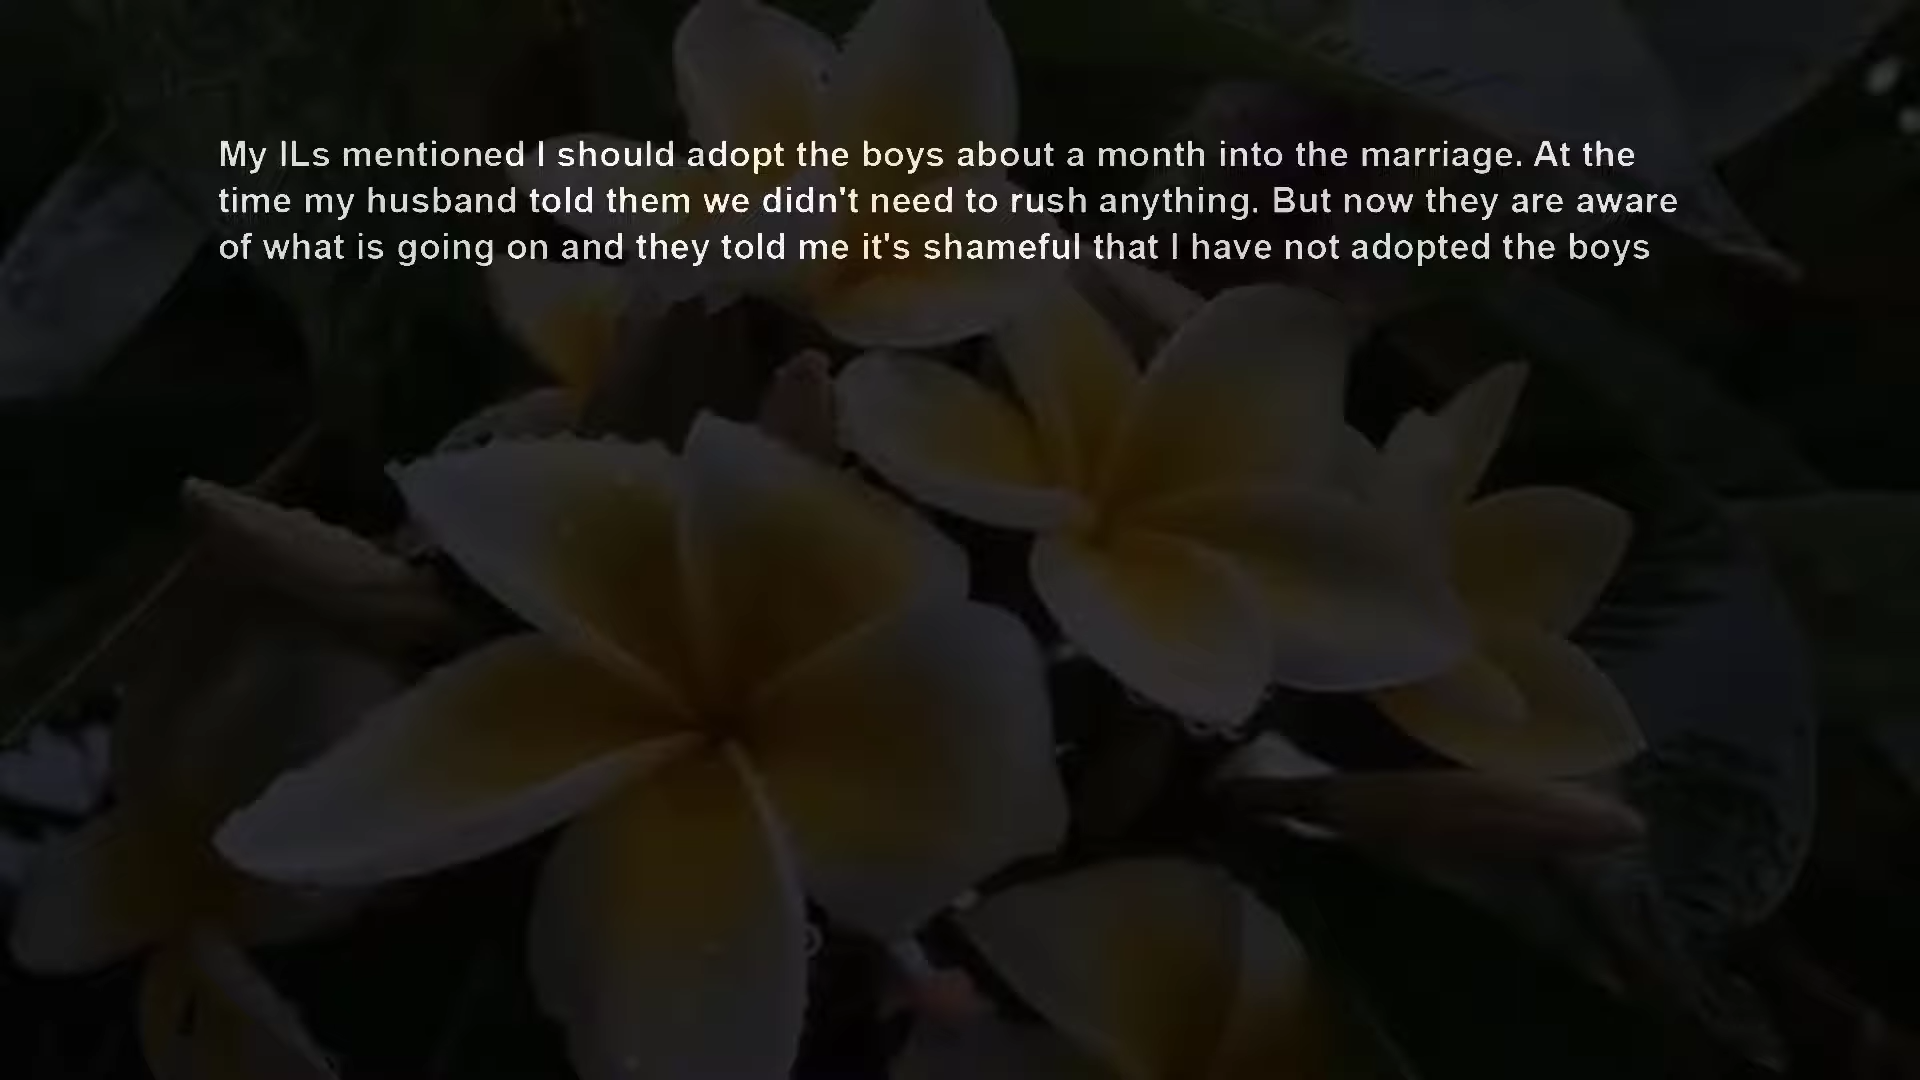 My ILs mentioned I should adopt the boys about a month into the marriage. At the
time my husband told them we didn't need to rush anything. But now they are aware
of what is going on and they told me it's shameful that I have not adopted the boys